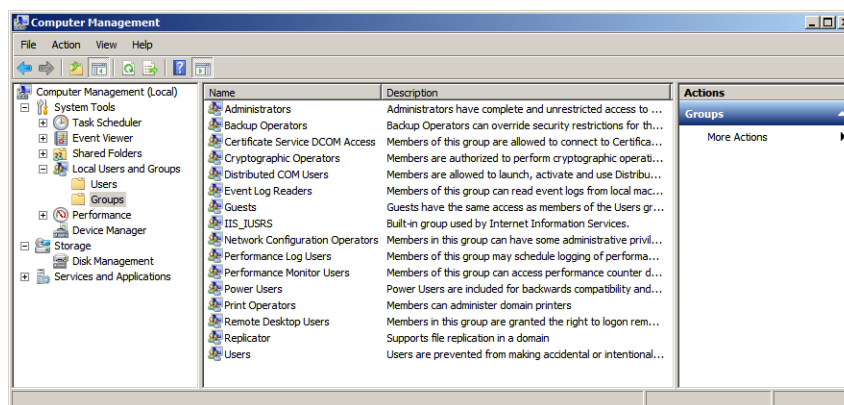 Computer Management
File Action View Help
Computer Management (Local)
System Tools
Task Scheduler
Event Viewer
Shared Folders
Local Users and Groups
Users
Groups
Performance
Device Manager
Storage
Disk Management
Services and Applications
Name Description
Administrators Administrators have complete and unrestricted access to ...
Backup Operators Backup Operators can override security restrictions for th...
Certificate Service DCOM Access Members of this group are allowed to connect to Certifica...
Cryptographic Operators Members are authorized to perform cryptographic operati...
Distributed COM Users Members are allowed to launch, activate and use Distribu...
Event Log Readers Members of this group can read event logs from local mac...
Guests Guests have the same access as members of the Users gr...
IIS_IUSRS Built-in group used by Internet Information Services.
Network Configuration Operators Members in this group can have some administrative privil...
Performance Log Users Members of this group may schedule logging of performa...
Performance Monitor Users Members of this group can access performance counter d...
Power Users Power Users are included for backwards compatibility and...
Print Operators Members can administer domain printers
Remote Desktop Users Members in this group are granted the right to logon rem...
Replicator Supports file replication in a domain
Users Users are prevented from making accidental or intentional...
Actions
Groups
More Actions